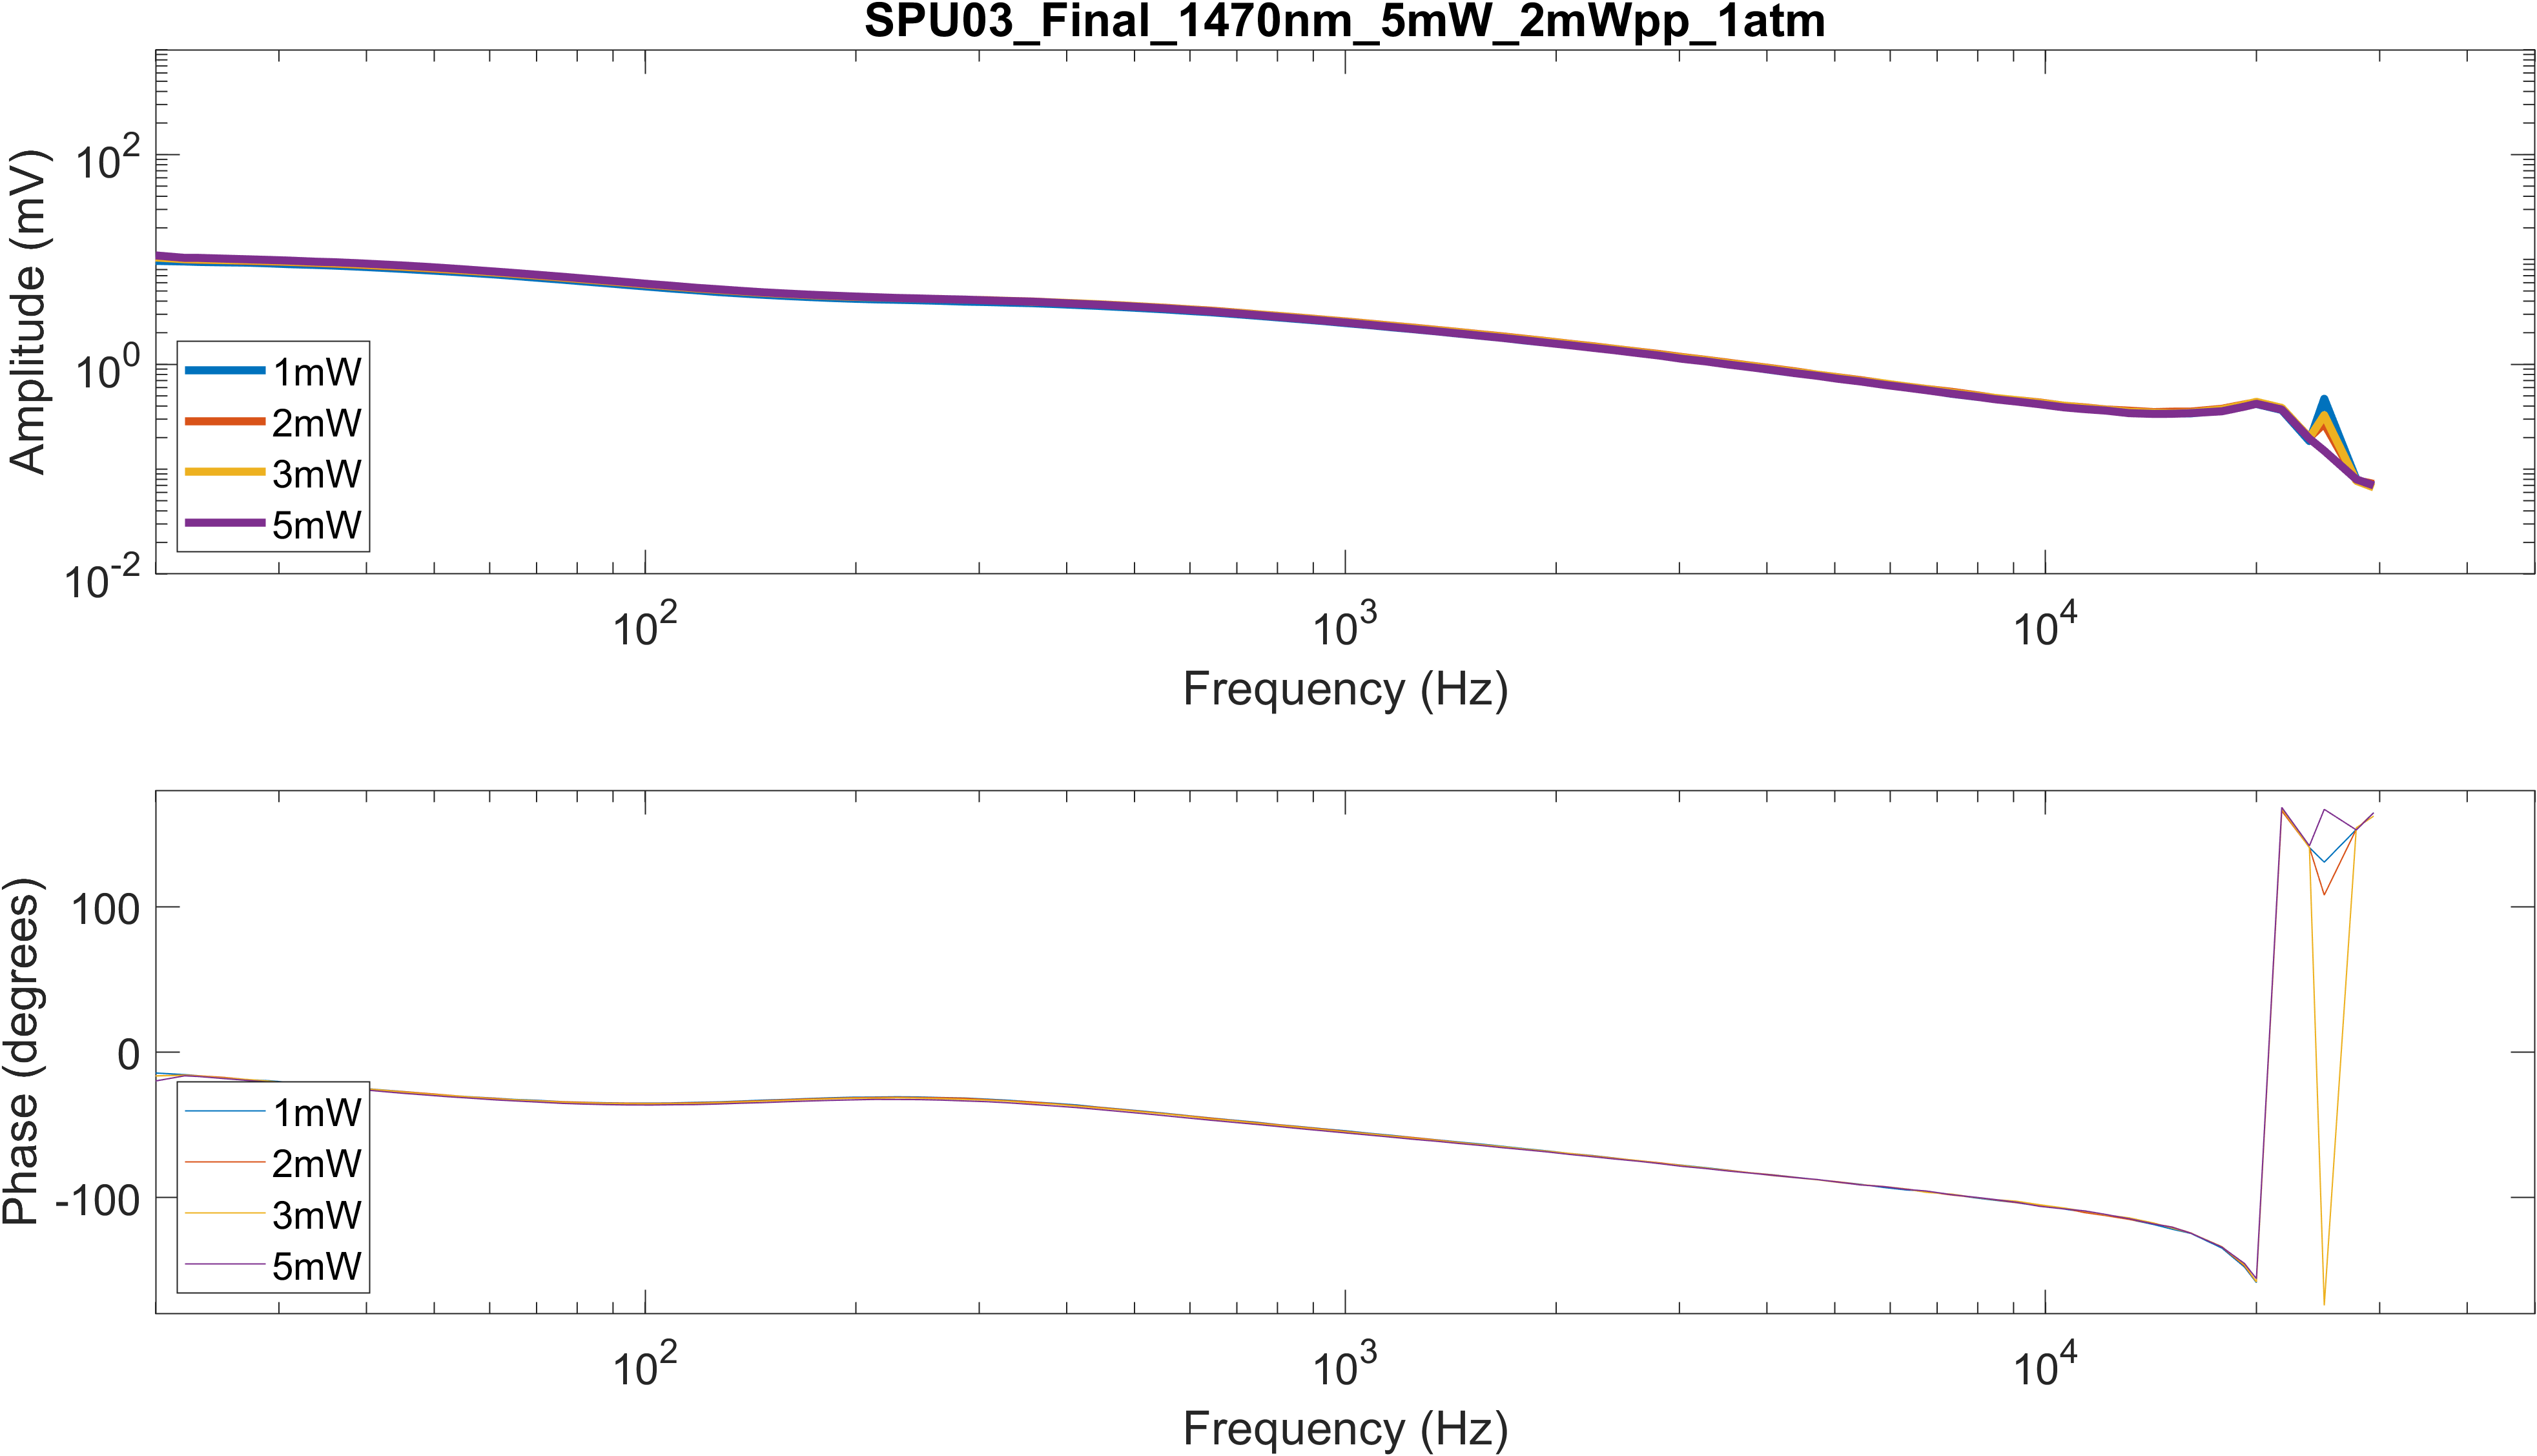 SPU03_Final_1470nm_5mW_2mWpp_1atm
Amplitude (mV)
10^2
10^0
10^-2
1mW
2mW
3mW
5mW
10^2
10^3
10^4
Frequency (Hz)
Phase (degrees)
100
0
-100
1mW
2mW
3mW
5mW
10^2
10^3
10^4
Frequency (Hz)